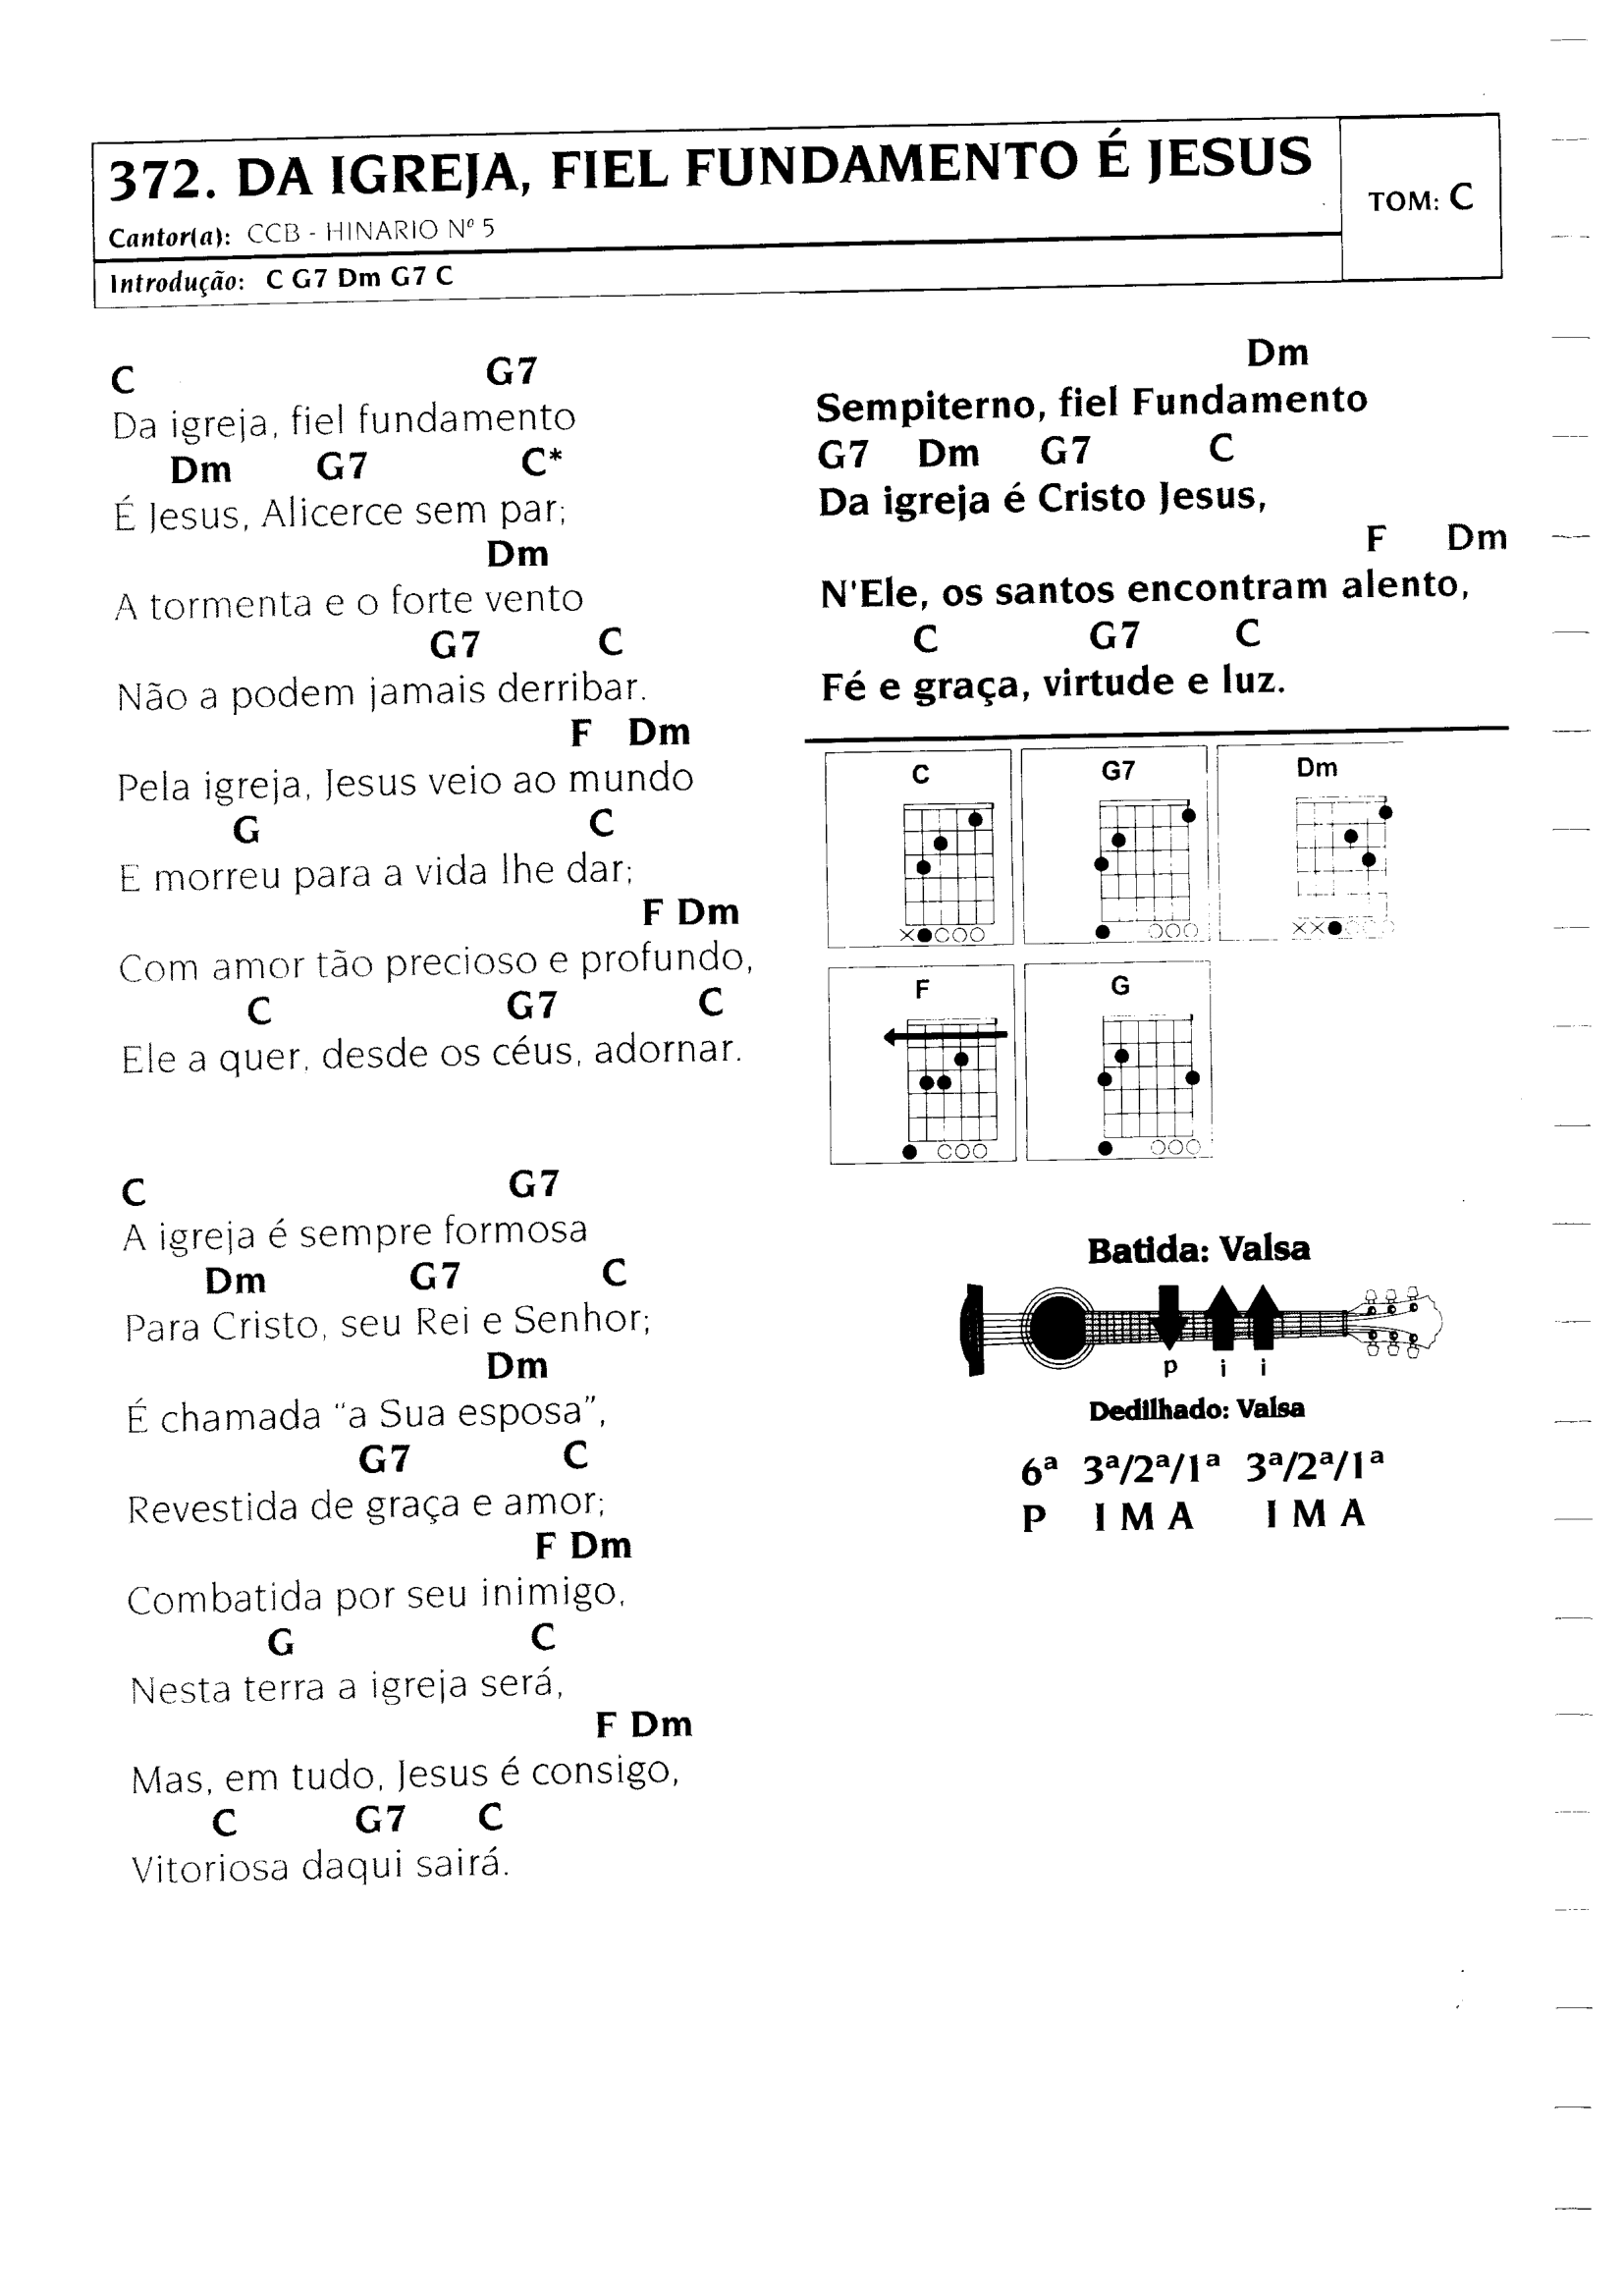 372. DA IGREJA, FIEL FUNDAMENTO É JESUS
Cantor(a): CCB - HINARIO Nº 5
TOM: C
Introdução: C G7 Dm G7 C
C G7
Da igreja, fiel fundamento
Dm G7 C*
É Jesus, Alicerce sem par;
Dm
A tormenta e o forte vento
G7 C
Não a podem jamais derribar.
F Dm
Pela igreja, Jesus veio ao mundo
G C
E morreu para a vida lhe dar;
F Dm
Com amor tão precioso e profundo,
C G7 C
Ele a quer, desde os céus, adornar.
C G7
A igreja é sempre formosa
Dm G7 C
Para Cristo, seu Rei e Senhor;
Dm
É chamada “a Sua esposa”,
G7 C
Revestida de graça e amor;
F Dm
Combatida por seu inimigo,
G C
Nesta terra a igreja será,
F Dm
Mas, em tudo, Jesus é consigo,
C G7 C
Vitoriosa daqui sairá.
Dm
Sempiterno, fiel Fundamento
G7 Dm G7 C
Da igreja é Cristo Jesus,
F Dm
N'Ele, os santos encontram alento,
C G7 C
Fé e graça, virtude e luz.
C G7 Dm
F G
Batida: Valsa
p i i
Dedilhado: Valsa
6ª 3ª/2ª/1ª 3ª/2ª/1ª
P I M A I M A